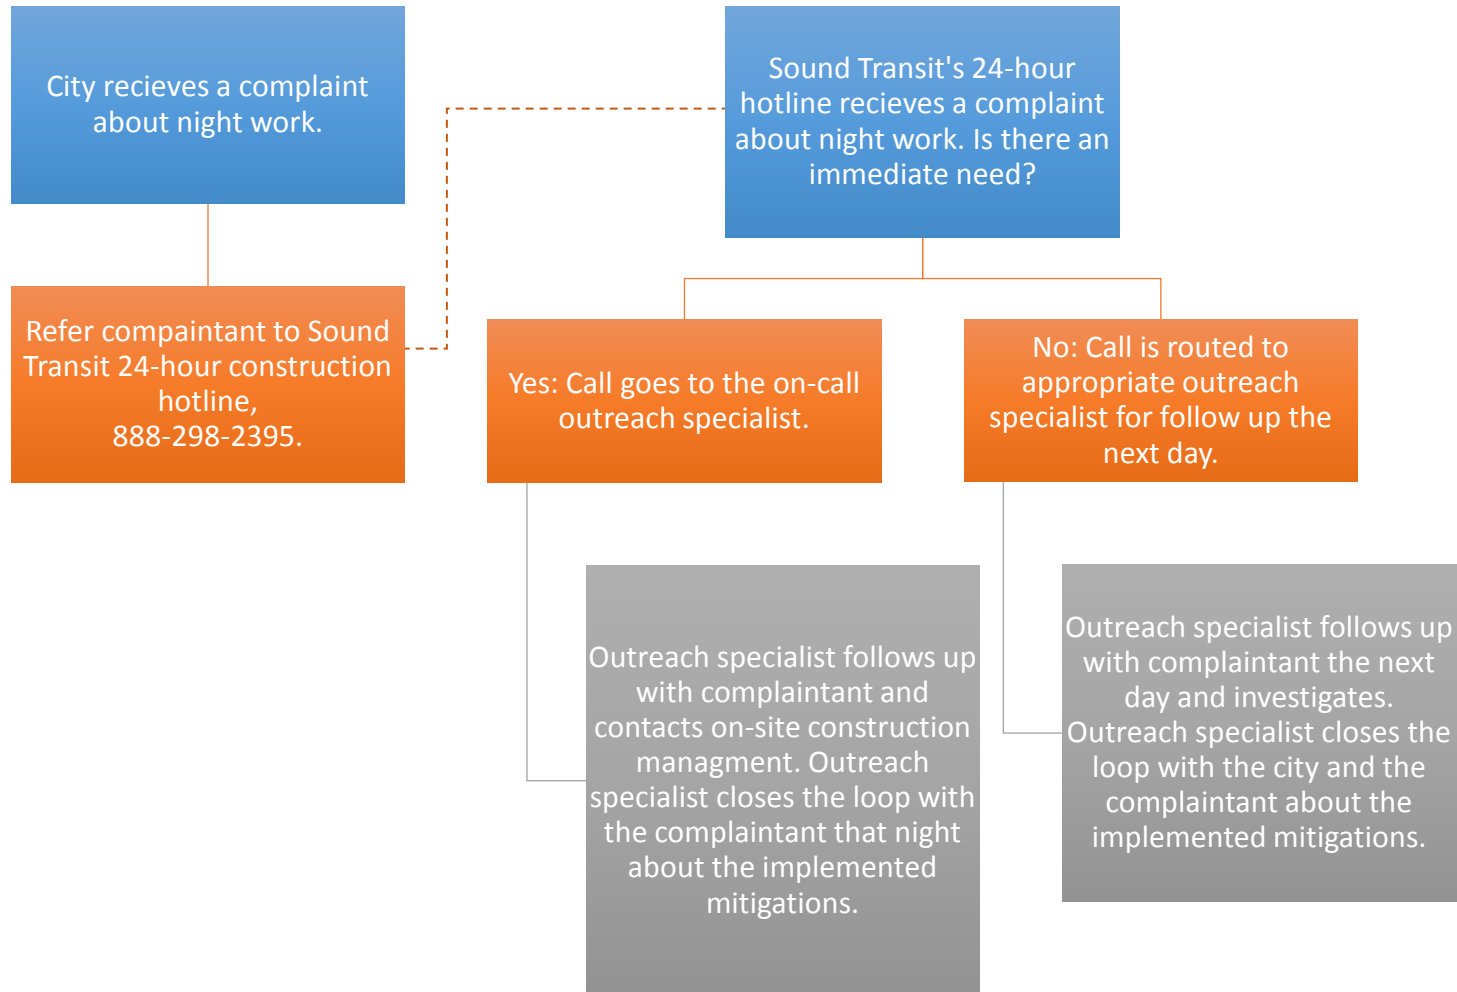 City recieves a complaint
about night work.
Refer compaintant to Sound
Transit 24-hour construction
hotline,
888-298-2395.
Sound Transit's 24-hour
hotline recieves a complaint
about night work. Is there an
immediate need?
Yes: Call goes to the on-call
outreach specialist.
Outreach specialist follows up
with complaintant and
contacts on-site construction
managment. Outreach
specialist closes the loop with
the complaintant that night
about the implemented
mitigations.
No: Call is routed to
appropriate outreach
specialist for follow up the
next day.
Outreach specialist follows up
with complaintant the next
day and investigates.
Outreach specialist closes the
loop with the city and the
complaintant about the
implemented mitigations.